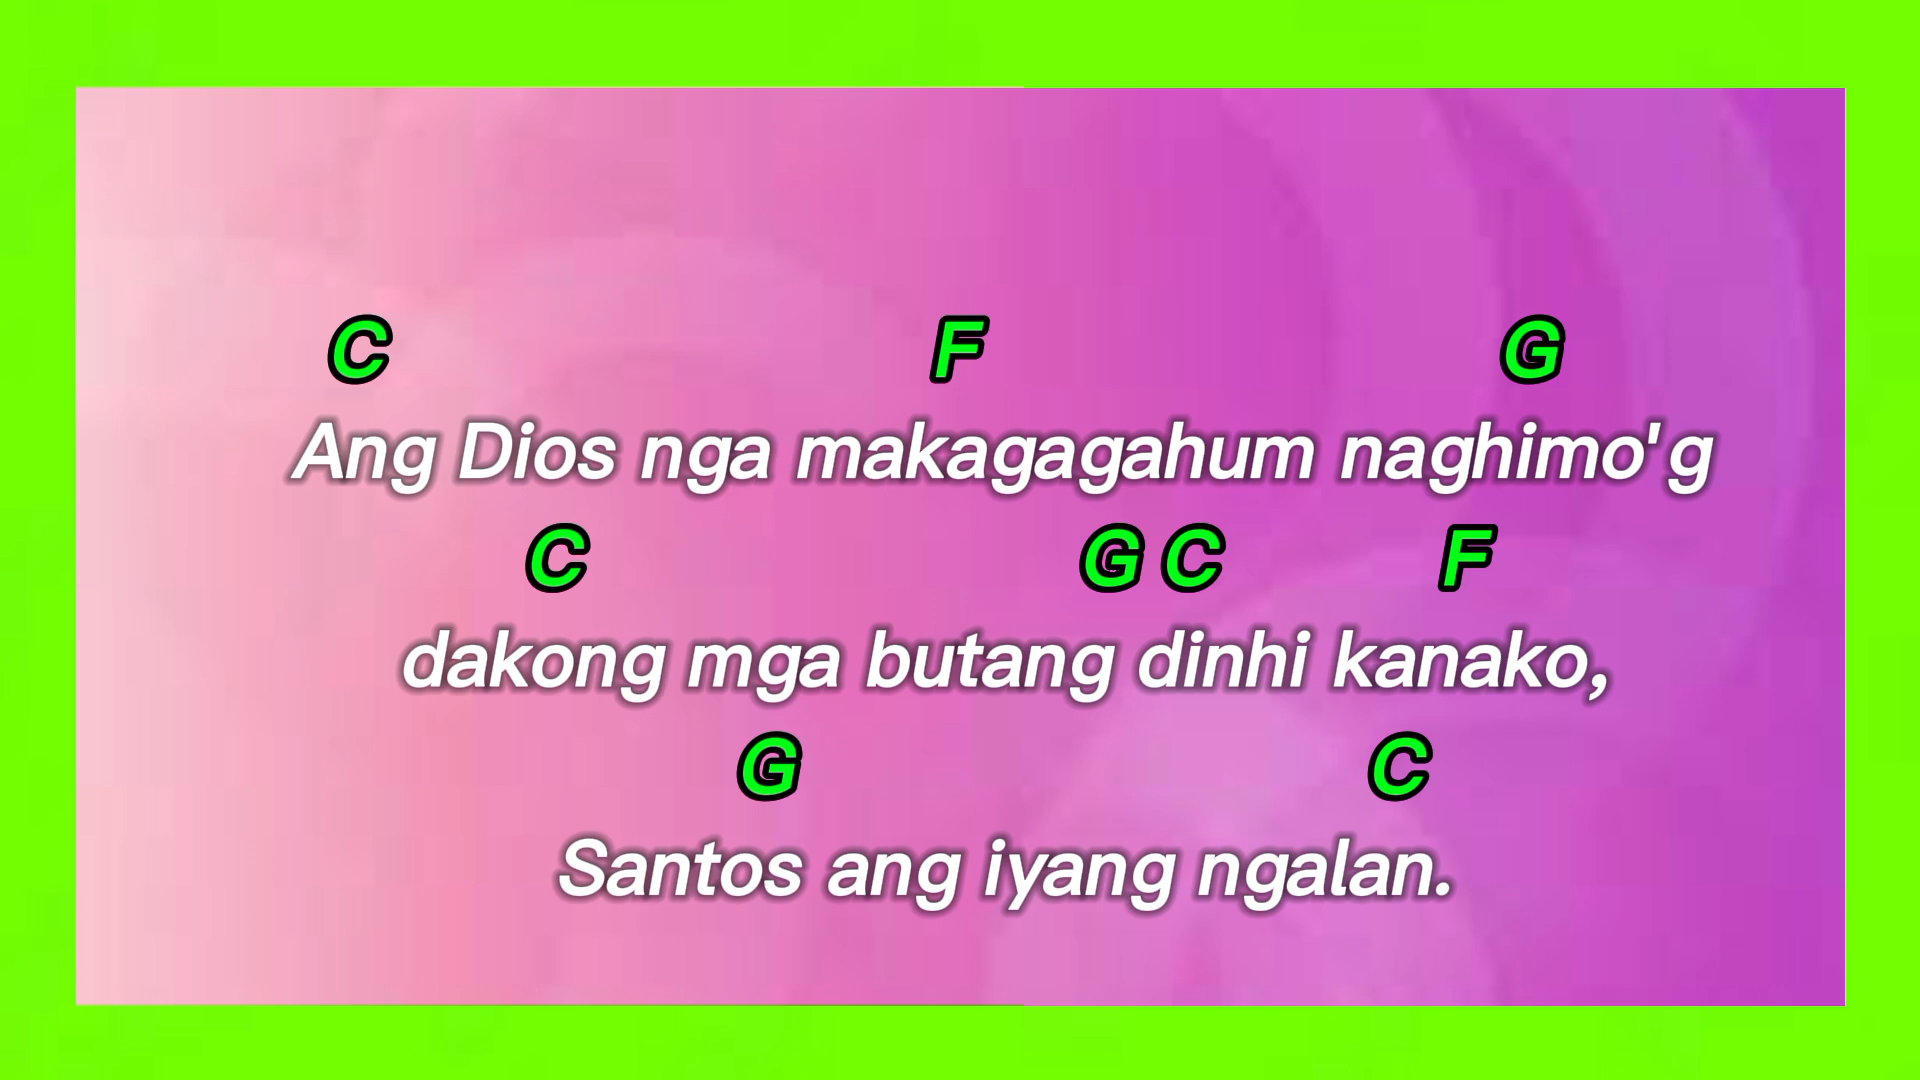 C F G
Ang Dios nga makagagahum naghimo'g
C G C F
dakong mga butang dinhi kanako,
G C
Santos ang iyang ngalan.